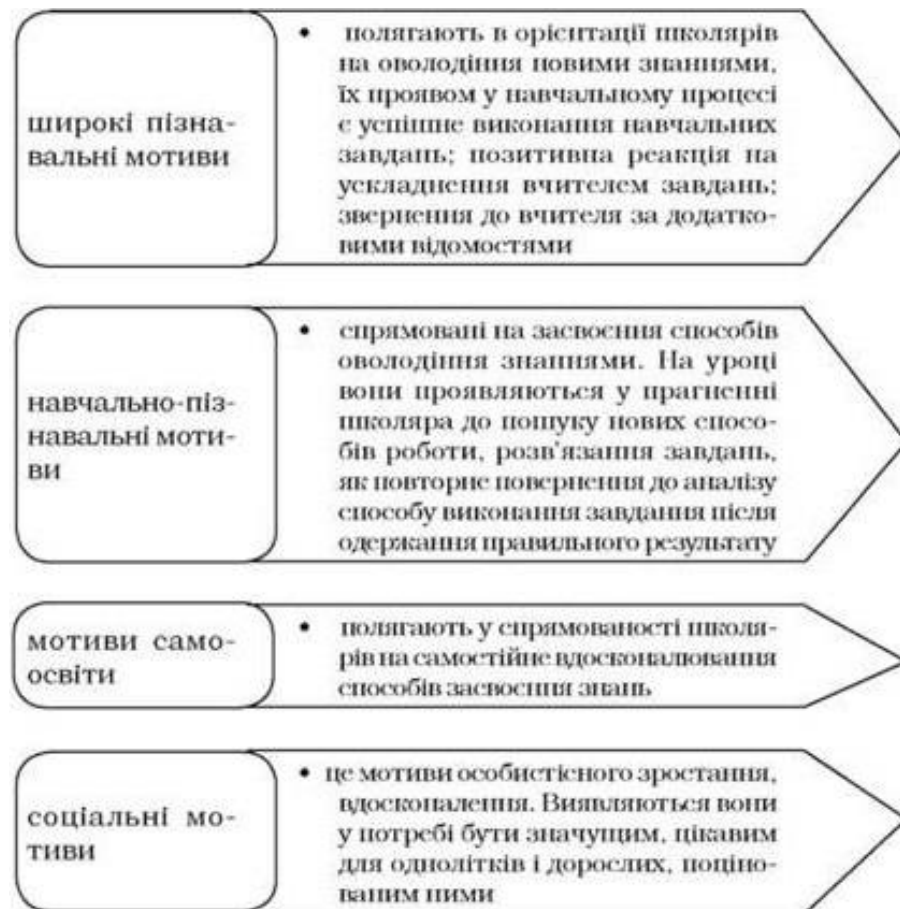 широкі пізна-
вальні мотиви
• полягають в орієнтації школярів
на оволодіння новими знаннями,
їх проявом у навчальному процесі
є успішне виконання навчальних
завдань; позитивна реакція на
ускладнення вчителем завдань;
звернення до вчителя за додатко-
вими відомостями
навчально-піз-
навальні моти-
ви
• спрямовані на засвоєння способів
оволодіння знаннями. На уроці
вони проявляються у прагненні
школяра до пошуку нових спосо-
бів роботи, розв'язання завдань,
як повторне повернення до аналізу
способу виконання завдання після
одержання правильного результату
мотиви само-
освіти
• полягають у спрямованості школя-
рів на самостійне вдосконалювання
способів засвоєння знань
соціальні мо-
тиви
• це мотиви особистісного зростання,
вдосконалення. Виявляються вони
у потребі бути значущим, цікавим
для однолітків і дорослих, поціно-
ваним ними